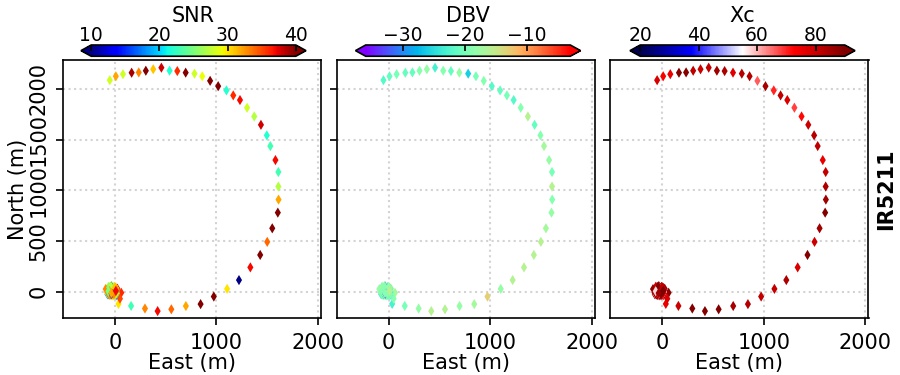 SNR DBV Xc
10 20 30 40 −30 −20 −10 20 40 60 80
2000
1500
1000
500
0
North (m)
IR5211
0 1000 2000 0 1000 2000 0 1000 2000
East (m) East (m) East (m)